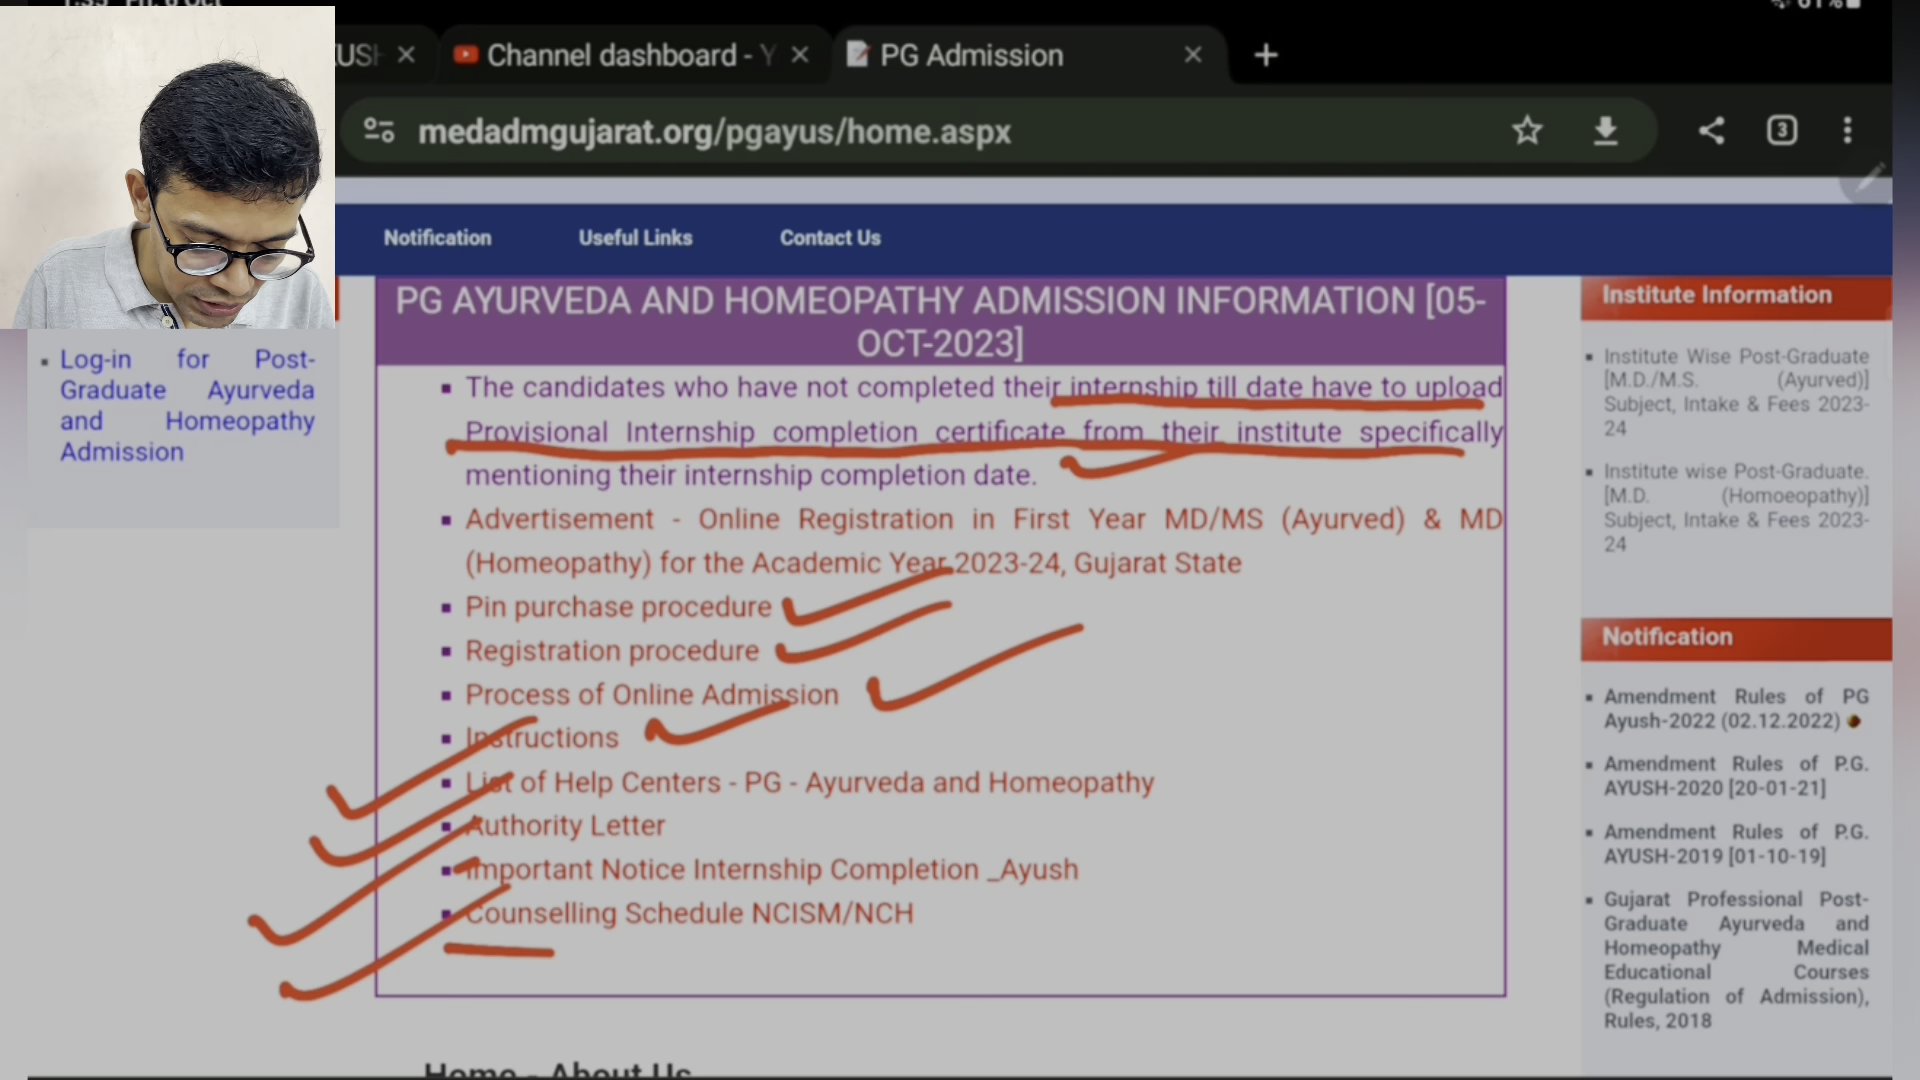 Channel dashboard - Y
PG Admission
medadmgujarat.org/pgayus/home.aspx
3
Notification
Useful Links
Contact Us
PG AYURVEDA AND HOMEOPATHY ADMISSION INFORMATION [05-
OCT-2023]
Log-in for Post-
Graduate Ayurveda
and Homeopathy
Admission
The candidates who have not completed their internship till date have to upload
Provisional Internship completion certificate from their institute specifically
mentioning their internship completion date.
Advertisement - Online Registration in First Year MD/MS (Ayurved) & MD
(Homeopathy) for the Academic Year 2023-24, Gujarat State
Pin purchase procedure
Registration procedure
Process of Online Admission
Instructions
List of Help Centers - PG - Ayurveda and Homeopathy
Authority Letter
Important Notice Internship Completion _Ayush
Counselling Schedule NCISM/NCH
Home - About Us
Institute Information
Institute Wise Post-Graduate
[M.D./M.S. (Ayurved)]
Subject, Intake & Fees 2023-
24
Institute wise Post-Graduate.
[M.D. (Homoeopathy)]
Subject, Intake & Fees 2023-
24
Notification
Amendment Rules of PG
Ayush-2022 (02.12.2022)
Amendment Rules of P.G.
AYUSH-2020 [20-01-21]
Amendment Rules of P.G.
AYUSH-2019 [01-10-19]
Gujarat Professional Post-
Graduate Ayurveda and
Homeopathy Medical
Educational Courses
(Regulation of Admission),
Rules, 2018